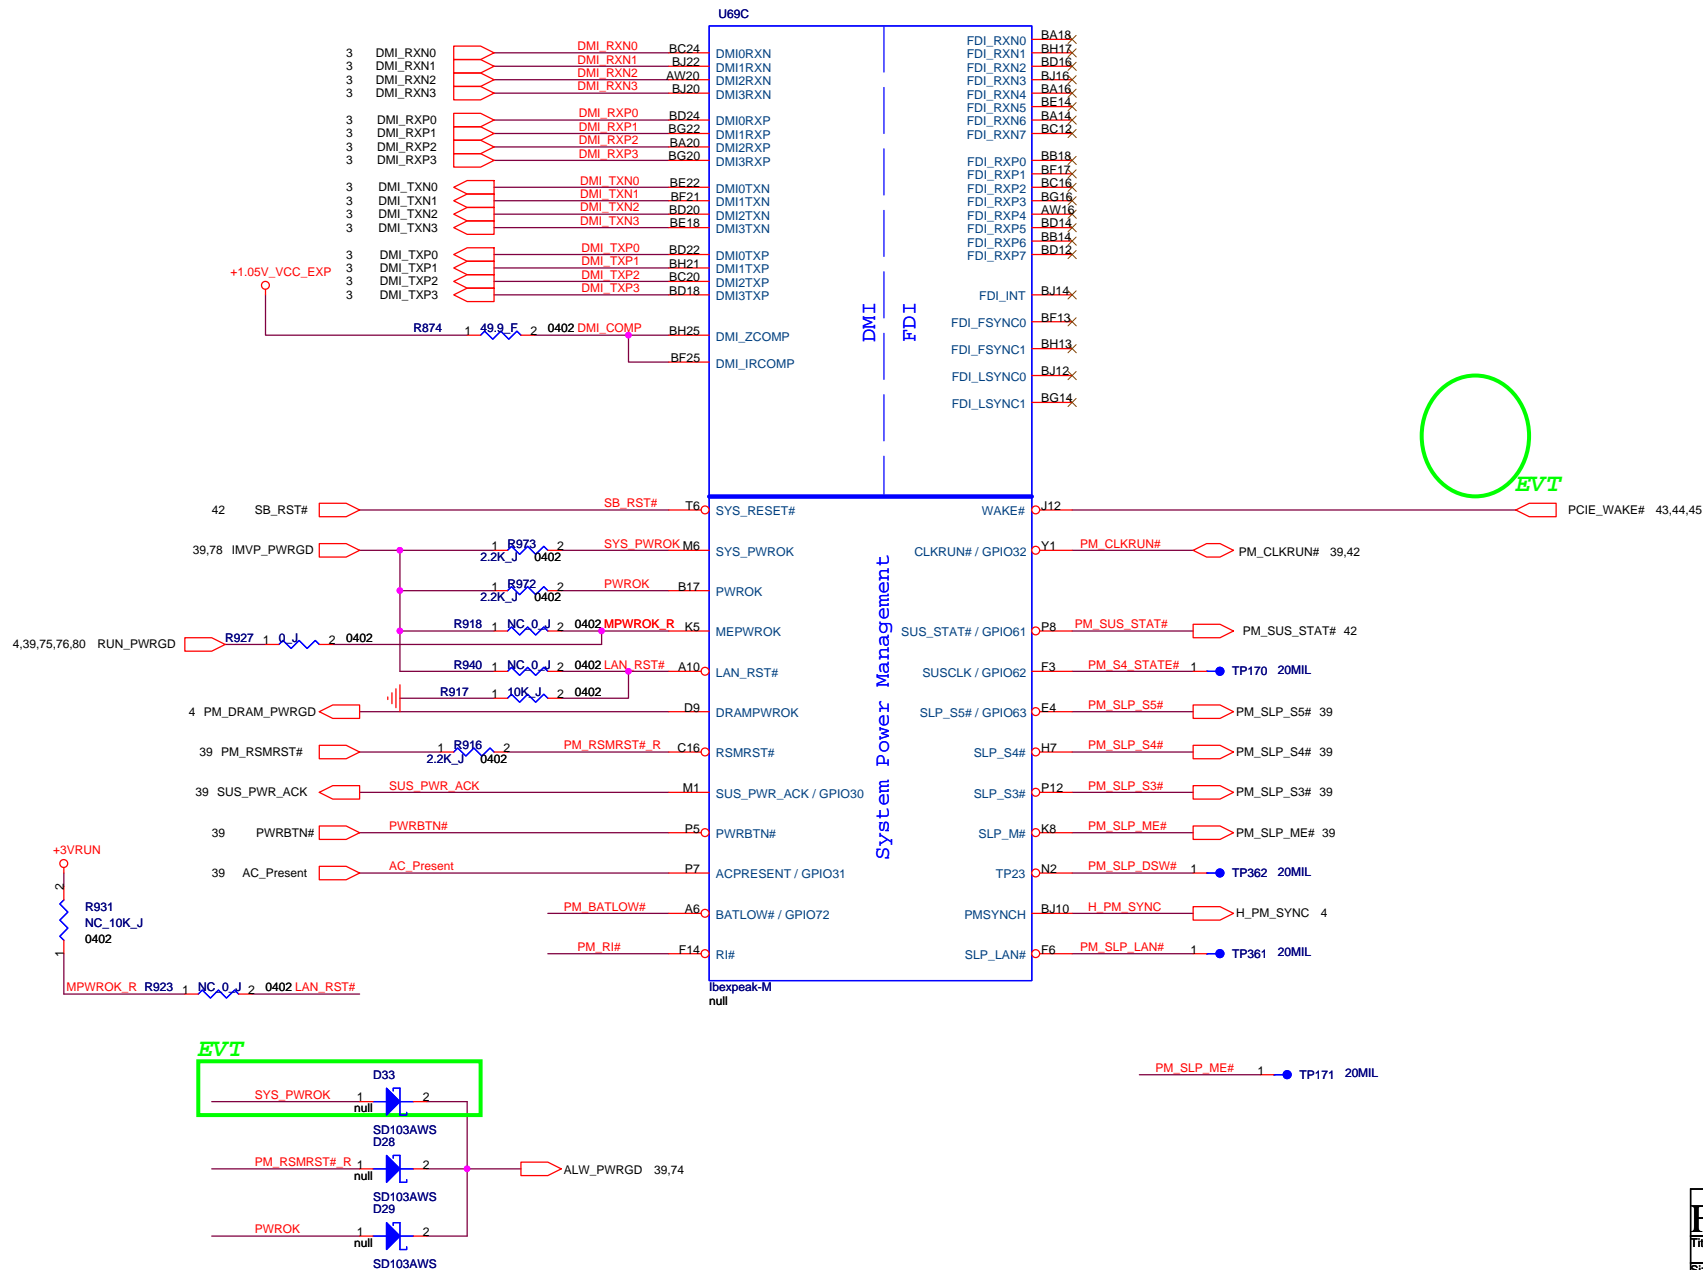 U69C
3 DMI_RXN0 DMI_RXN0 BC24 DMI0RXN
3 DMI_RXN1 DMI_RXN1 BJ22 DMI1RXN
3 DMI_RXN2 DMI_RXN2 AW20 DMI2RXN
3 DMI_RXN3 DMI_RXN3 BJ20 DMI3RXN
3 DMI_RXP0 DMI_RXP0 BD24 DMI0RXP
3 DMI_RXP1 DMI_RXP1 BG22 DMI1RXP
3 DMI_RXP2 DMI_RXP2 BA20 DMI2RXP
3 DMI_RXP3 DMI_RXP3 BG20 DMI3RXP
3 DMI_TXN0 DMI_TXN0 BE22 DMI0TXN
3 DMI_TXN1 DMI_TXN1 BF21 DMI1TXN
3 DMI_TXN2 DMI_TXN2 BD20 DMI2TXN
3 DMI_TXN3 DMI_TXN3 BE18 DMI3TXN
3 DMI_TXP0 DMI_TXP0 BD22 DMI0TXP
3 DMI_TXP1 DMI_TXP1 BH21 DMI1TXP
3 DMI_TXP2 DMI_TXP2 BC20 DMI2TXP
3 DMI_TXP3 DMI_TXP3 BD18 DMI3TXP
+1.05V_VCC_EXP
R874 1 49.9_F 2 0402 DMI_COMP BH25 DMI_ZCOMP
BF25 DMI_IRCOMP
DMI
FDI
FDI_RXN0 BA18
FDI_RXN1 BH17
FDI_RXN2 BD16
FDI_RXN3 BJ16
FDI_RXN4 BA16
FDI_RXN5 BE14
FDI_RXN6 BA14
FDI_RXN7 BC12
FDI_RXP0 BB18
FDI_RXP1 BF17
FDI_RXP2 BC16
FDI_RXP3 BG16
FDI_RXP4 AW16
FDI_RXP5 BD14
FDI_RXP6 BB14
FDI_RXP7 BD12
FDI_INT BJ14
FDI_FSYNC0 BF13
FDI_FSYNC1 BH13
FDI_LSYNC0 BJ12
FDI_LSYNC1 BG14
EVT
42 SB_RST# SB_RST# T6 SYS_RESET#
39,78 IMVP_PWRGD 1 R973 2 SYS_PWROK M6 SYS_PWROK
2.2K_J 0402
1 R972 2 PWROK B17 PWROK
2.2K_J 0402
R918 1 NC_0_J 2 0402 MPWROK_R K5 MEPWROK
4,39,75,76,80 RUN_PWRGD R927 1 0_J 2 0402
R940 1 NC_0_J 2 0402 LAN_RST# A10 LAN_RST#
R917 1 10K_J 2 0402
4 PM_DRAM_PWRGD D9 DRAMPWROK
39 PM_RSMRST# 1 R916 2 PM_RSMRST#_R C16 RSMRST#
2.2K_J 0402
39 SUS_PWR_ACK SUS_PWR_ACK M1 SUS_PWR_ACK / GPIO30
39 PWRBTN# PWRBTN# P5 PWRBTN#
39 AC_Present AC_Present P7 ACPRESENT / GPIO31
PM_BATLOW# A6 BATLOW# / GPIO72
PM_RI# F14 RI#
System Power Management
WAKE# J12 PCIE_WAKE# 43,44,45
CLKRUN# / GPIO32 Y1 PM_CLKRUN# PM_CLKRUN# 39,42
SUS_STAT# / GPIO61 P8 PM_SUS_STAT# PM_SUS_STAT# 42
SUSCLK / GPIO62 F3 PM_S4_STATE# 1 TP170 20MIL
SLP_S5# / GPIO63 E4 PM_SLP_S5# PM_SLP_S5# 39
SLP_S4# H7 PM_SLP_S4# PM_SLP_S4# 39
SLP_S3# P12 PM_SLP_S3# PM_SLP_S3# 39
SLP_M# K8 PM_SLP_ME# PM_SLP_ME# 39
TP23 N2 PM_SLP_DSW# 1 TP362 20MIL
PMSYNCH BJ10 H_PM_SYNC H_PM_SYNC 4
SLP_LAN# F6 PM_SLP_LAN# 1 TP361 20MIL
Ibexpeak-M
null
+3VRUN
2
R931
NC_10K_J
0402
1
MPWROK_R R923 1 NC_0_J 2 0402 LAN_RST#
EVT
D33
SYS_PWROK 1 2
null
SD103AWS
D28
PM_RSMRST#_R 1 2 ALW_PWRGD 39,74
null
SD103AWS
D29
PWROK 1 2
null
SD103AWS
PM_SLP_ME# 1 TP171 20MIL